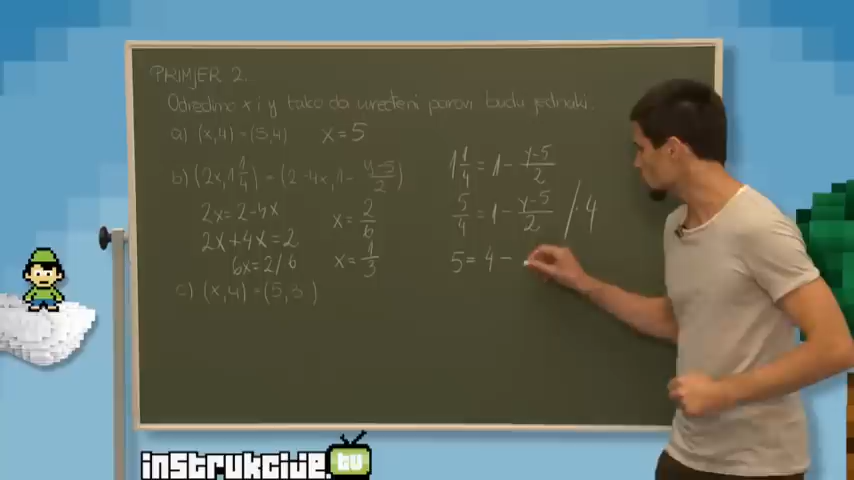 PRIMJER 2.
Odredimo x i y tako da uređeni parovi budu jednaki.
a) (x,4)=(5,4) x=5
b) (2x, 1 1/4) = (2-4x, 1- y-5/2)
2x=2-4x
2x+4x=2
6x=2/:6
x=2/6
x=1/3
c) (x,4)=(5,3 )
1 1/4 = 1 - y-5/2
5/4 = 1 - y-5/2 /·4
5=4-
instrukcije.tv